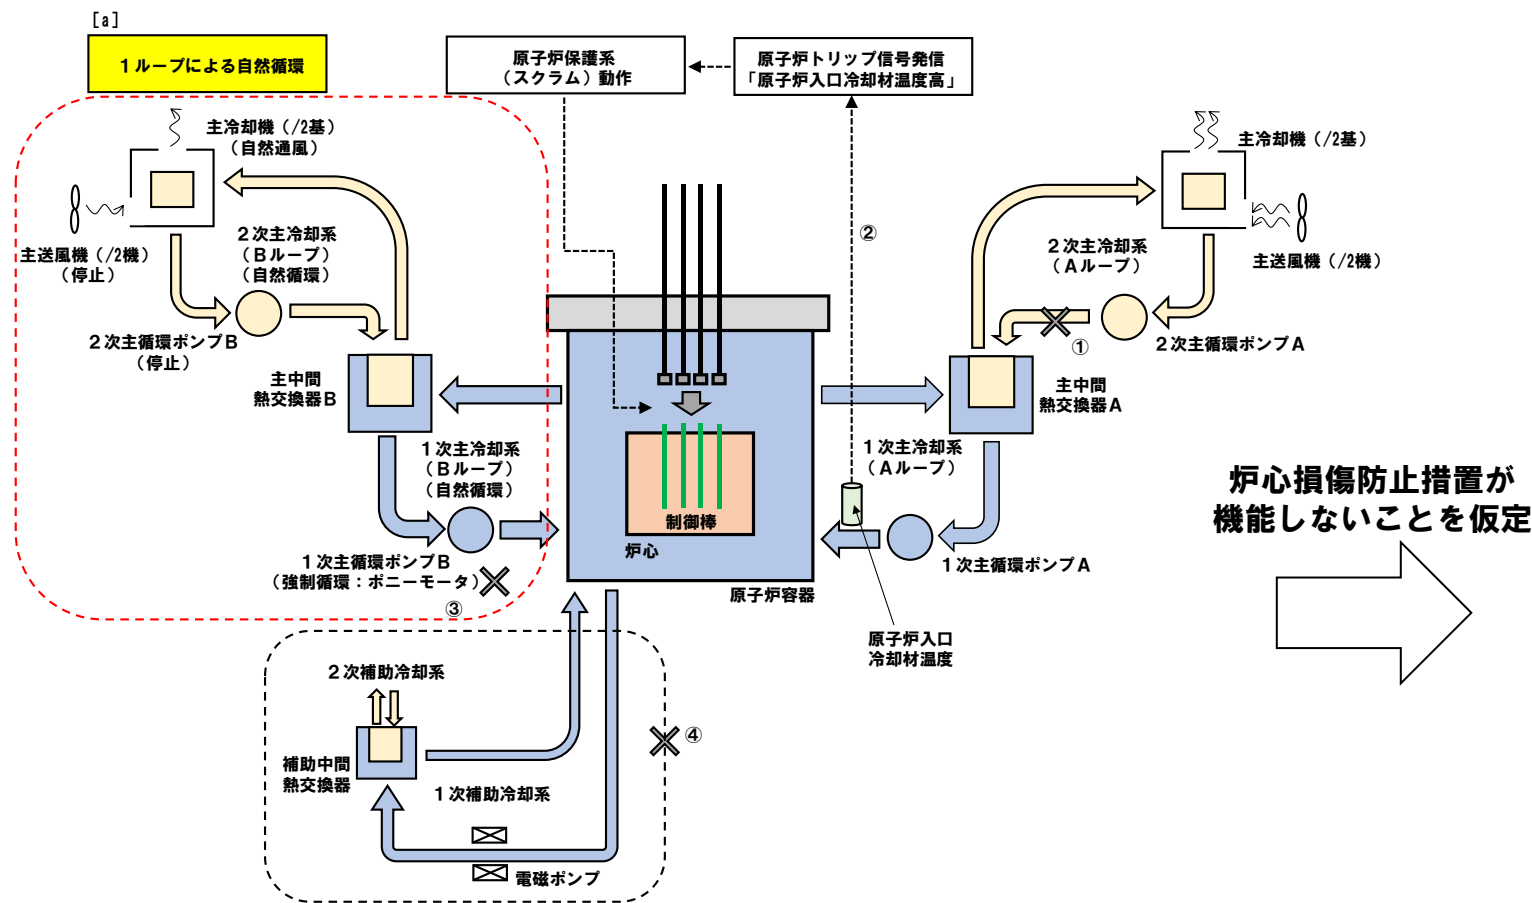 [a]
１ループによる自然循環
原子炉保護系
（スクラム）動作
原子炉トリップ信号発信
「原子炉入口冷却材温度高」
主冷却機（/2基）
（自然通風）
主送風機（/2機）
（停止）
２次主冷却系
（Ｂループ）
（自然循環）
２次主循環ポンプＢ
（停止）
主中間
熱交換器Ｂ
１次主冷却系
（Ｂループ）
（自然循環）
１次主循環ポンプＢ
（強制循環：ポニーモータ）
③
制御棒
炉心
原子炉容器
②
主冷却機（/2基）
主送風機（/2機）
２次主冷却系
（Ａループ）
①
２次主循環ポンプＡ
主中間
熱交換器Ａ
１次主冷却系
（Ａループ）
１次主循環ポンプＡ
原子炉入口
冷却材温度
２次補助冷却系
補助中間
熱交換器
１次補助冷却系
電磁ポンプ
④
炉心損傷防止措置が
機能しないことを仮定